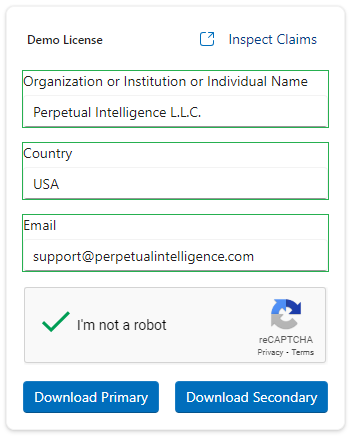 Demo License
Inspect Claims
Organization or Institution or Individual Name
Perpetual Intelligence L.L.C.
Country
USA
Email
support@perpetualintelligence.com
I'm not a robot
reCAPTCHA
Privacy - Terms
Download Primary
Download Secondary